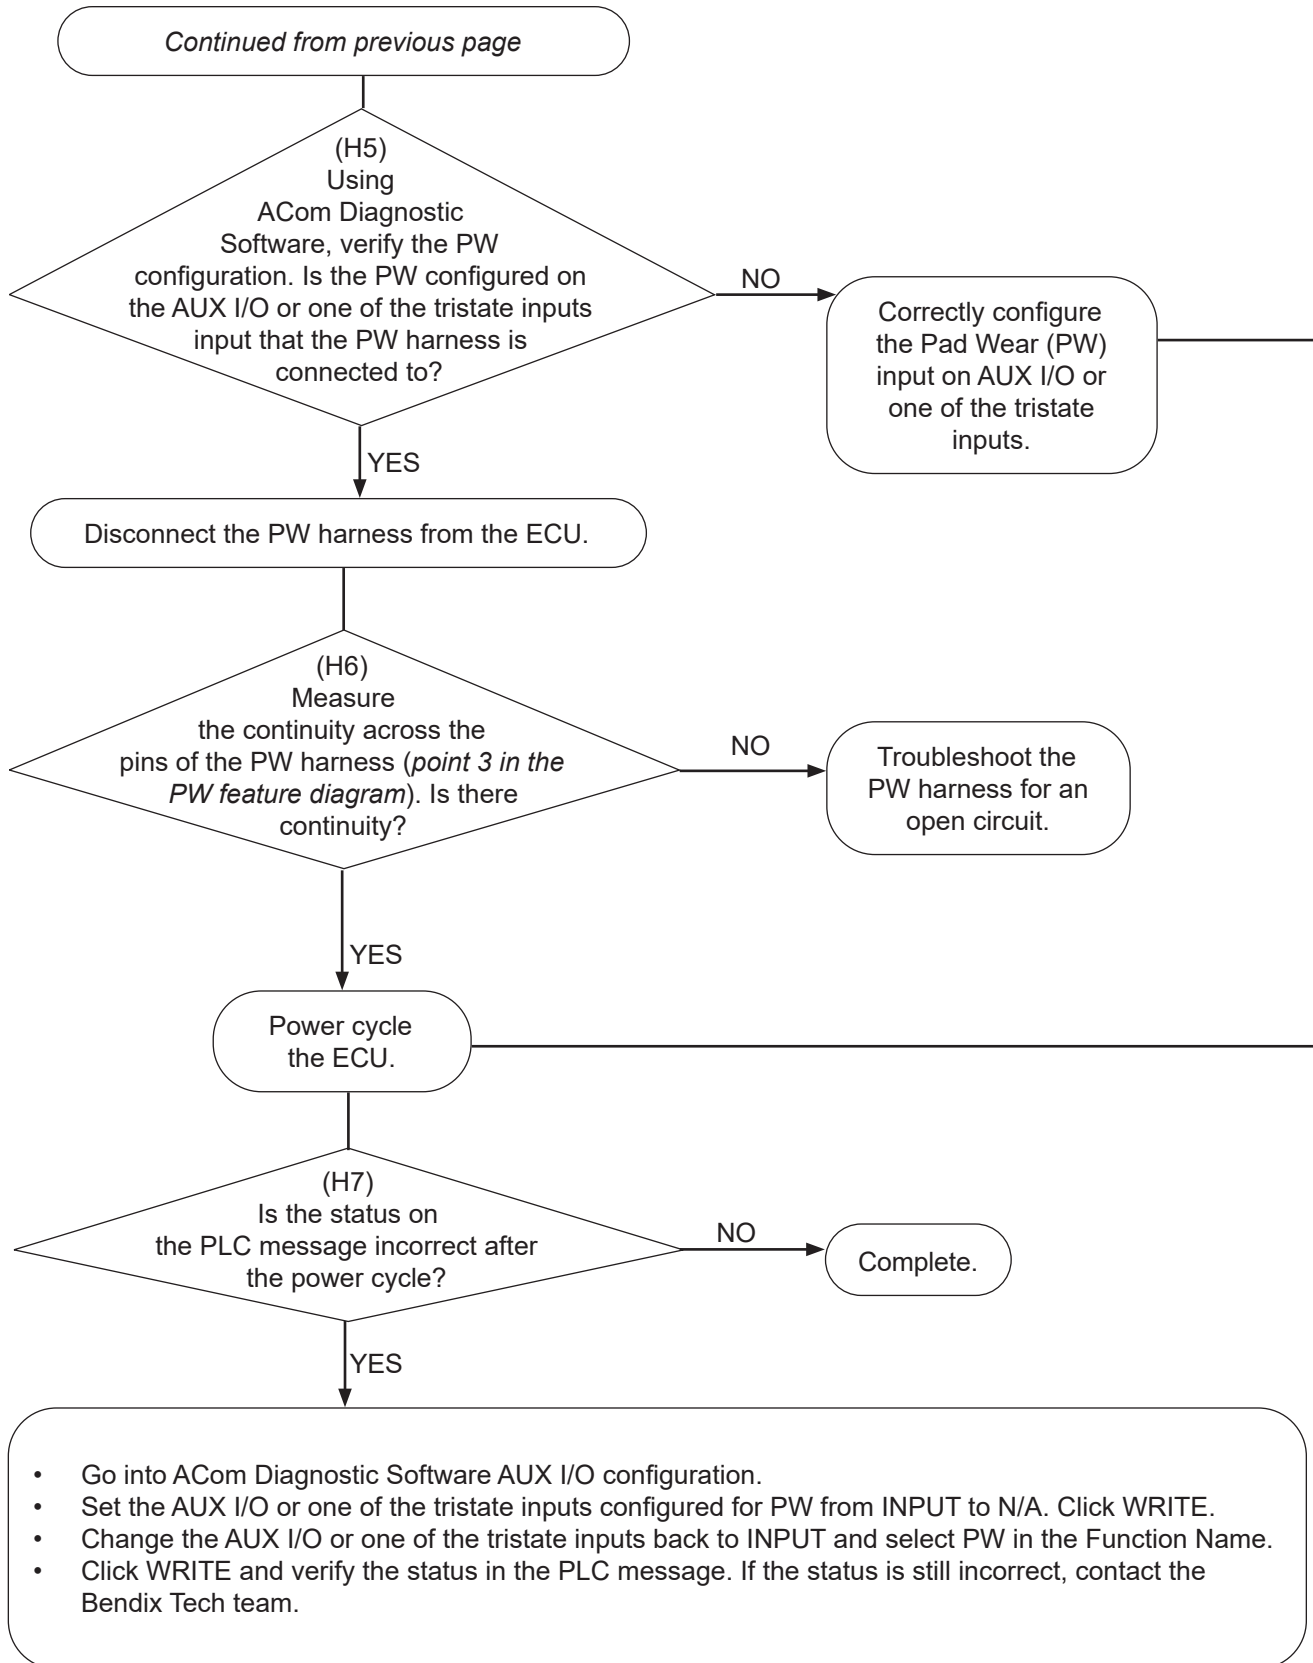 Continued from previous page
(H5)
Using
ACom Diagnostic
Software, verify the PW
configuration. Is the PW configured on
the AUX I/O or one of the tristate inputs
input that the PW harness is
connected to?
NO
Correctly configure
the Pad Wear (PW)
input on AUX I/O or
one of the tristate
inputs.
YES
Disconnect the PW harness from the ECU.
(H6)
Measure
the continuity across the
pins of the PW harness (point 3 in the
PW feature diagram). Is there
continuity?
NO
Troubleshoot the
PW harness for an
open circuit.
YES
Power cycle
the ECU.
(H7)
Is the status on
the PLC message incorrect after
the power cycle?
NO
Complete.
YES
• Go into ACom Diagnostic Software AUX I/O configuration.
• Set the AUX I/O or one of the tristate inputs configured for PW from INPUT to N/A. Click WRITE.
• Change the AUX I/O or one of the tristate inputs back to INPUT and select PW in the Function Name.
• Click WRITE and verify the status in the PLC message. If the status is still incorrect, contact the
Bendix Tech team.